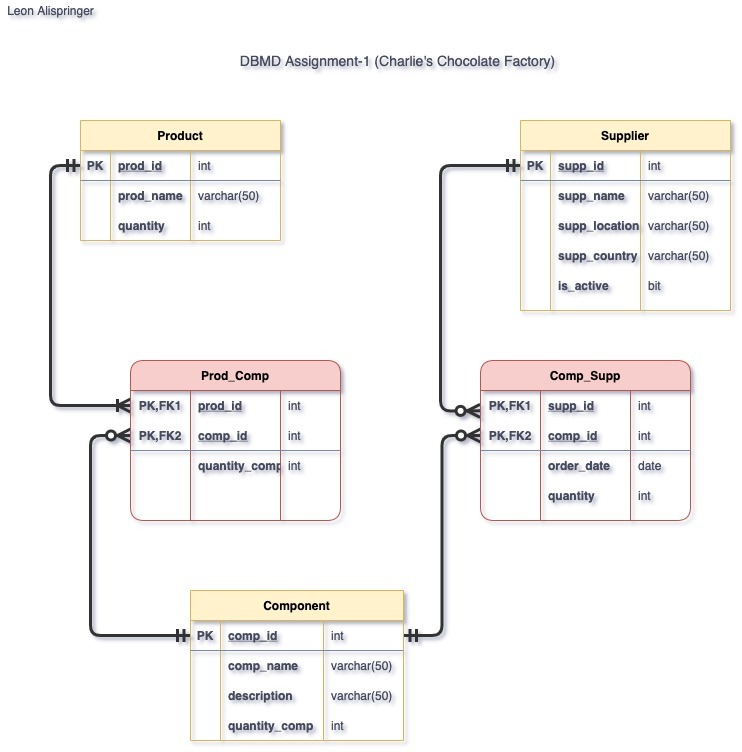 Leon Alispringer
DBMD Assignment-1 (Charlie's Chocolate Factory)
Product
PK prod_id int
prod_name varchar(50)
quantity int
Supplier
PK supp_id int
supp_name varchar(50)
supp_location varchar(50)
supp_country varchar(50)
is_active bit
Prod_Comp
PK,FK1 prod_id int
PK,FK2 comp_id int
quantity_comp int
Comp_Supp
PK,FK1 supp_id int
PK,FK2 comp_id int
order_date date
quantity int
Component
PK comp_id int
comp_name varchar(50)
description varchar(50)
quantity_comp int